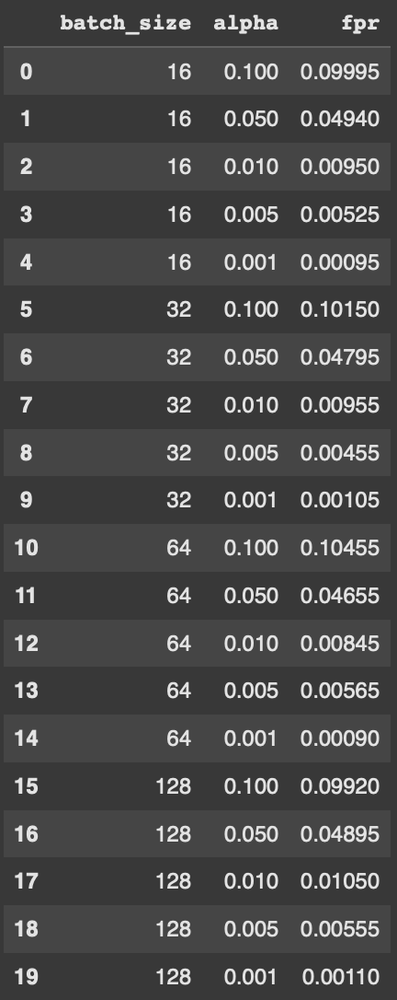 batch_size alpha fpr
0 16 0.100 0.09995
1 16 0.050 0.04940
2 16 0.010 0.00950
3 16 0.005 0.00525
4 16 0.001 0.00095
5 32 0.100 0.10150
6 32 0.050 0.04795
7 32 0.010 0.00955
8 32 0.005 0.00455
9 32 0.001 0.00105
10 64 0.100 0.10455
11 64 0.050 0.04655
12 64 0.010 0.00845
13 64 0.005 0.00565
14 64 0.001 0.00090
15 128 0.100 0.09920
16 128 0.050 0.04895
17 128 0.010 0.01050
18 128 0.005 0.00555
19 128 0.001 0.00110